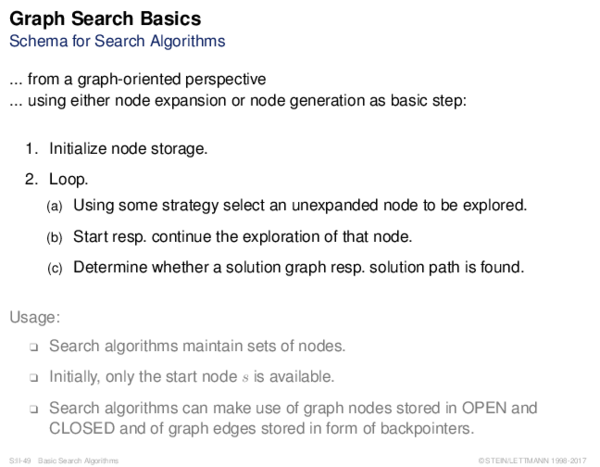 Graph Search Basics
Schema for Search Algorithms
... from a graph-oriented perspective
... using either node expansion or node generation as basic step:
1. Initialize node storage.
2. Loop.
(a) Using some strategy select an unexpanded node to be explored.
(b) Start resp. continue the exploration of that node.
(c) Determine whether a solution graph resp. solution path is found.
Usage:
❑ Search algorithms maintain sets of nodes.
❑ Initially, only the start node s is available.
❑ Search algorithms can make use of graph nodes stored in OPEN and
CLOSED and of graph edges stored in form of backpointers.
S:II-49 Basic Search Algorithms ©STEIN/LETTMANN 1998-2017